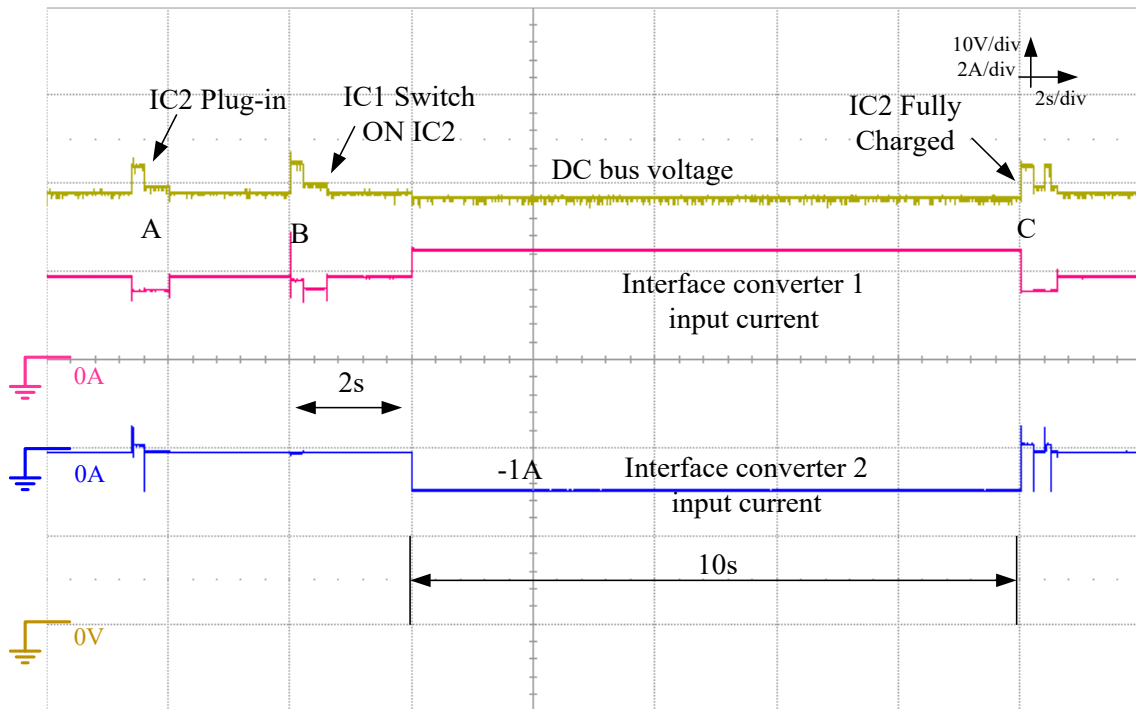 10V/div
2A/div
2s/div
IC2 Plug-in
IC1 Switch
ON IC2
IC2 Fully
Charged
DC bus voltage
A
B
C
Interface converter 1
input current
0A
2s
0A
-1A
Interface converter 2
input current
10s
0V